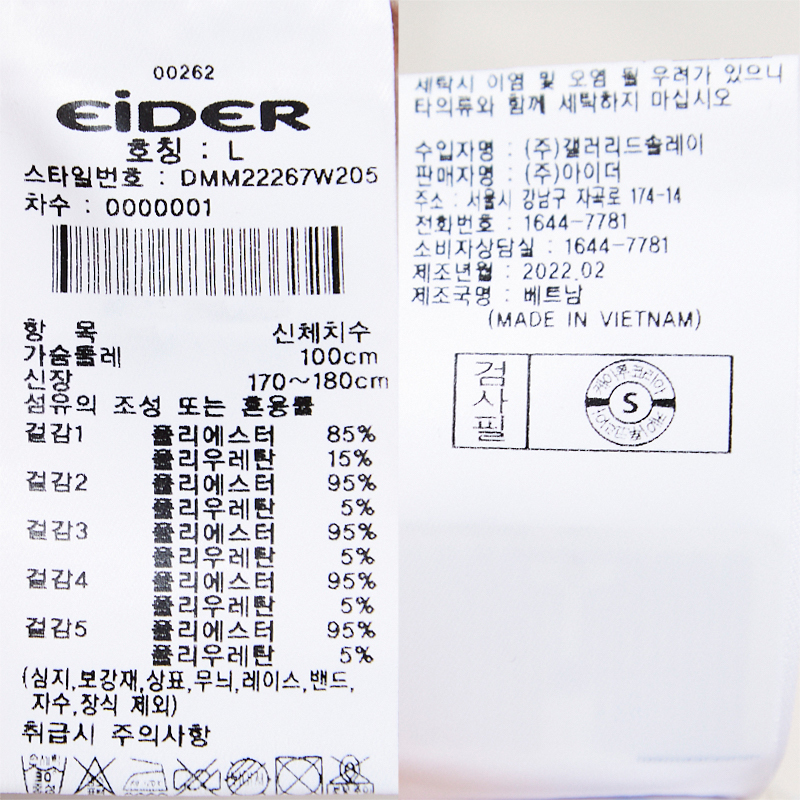 00262
EiDER
호칭 : L
스타일번호 : DMM22267W205
차수 : 0000001
항 목 신체치수
가슴둘레 100cm
신장 170~180cm
섬유의 조성 또는 혼용률
겉감1 폴리에스터 85%
폴리우레탄 15%
겉감2 폴리에스터 95%
폴리우레탄 5%
겉감3 폴리에스터 95%
폴리우레탄 5%
겉감4 폴리에스터 95%
폴리우레탄 5%
겉감5 폴리에스터 95%
폴리우레탄 5%
(심지,보강재,상표,무늬,레이스,밴드,
자수,장식 제외)
취급시 주의사항
30
중성
세탁시 이염 및 오염 될 우려가 있으니
타의류와 함께 세탁하지 마십시오
수입자명 : (주)갤러리드솔레이
판매자명 : (주)아이더
주소 : 서울시 강남구 자곡로 174-14
전화번호 : 1644-7781
소비자상담실 : 1644-7781
제조년월 : 2022.02
제조국명 : 베트남
(MADE IN VIETNAM)
검사필
S